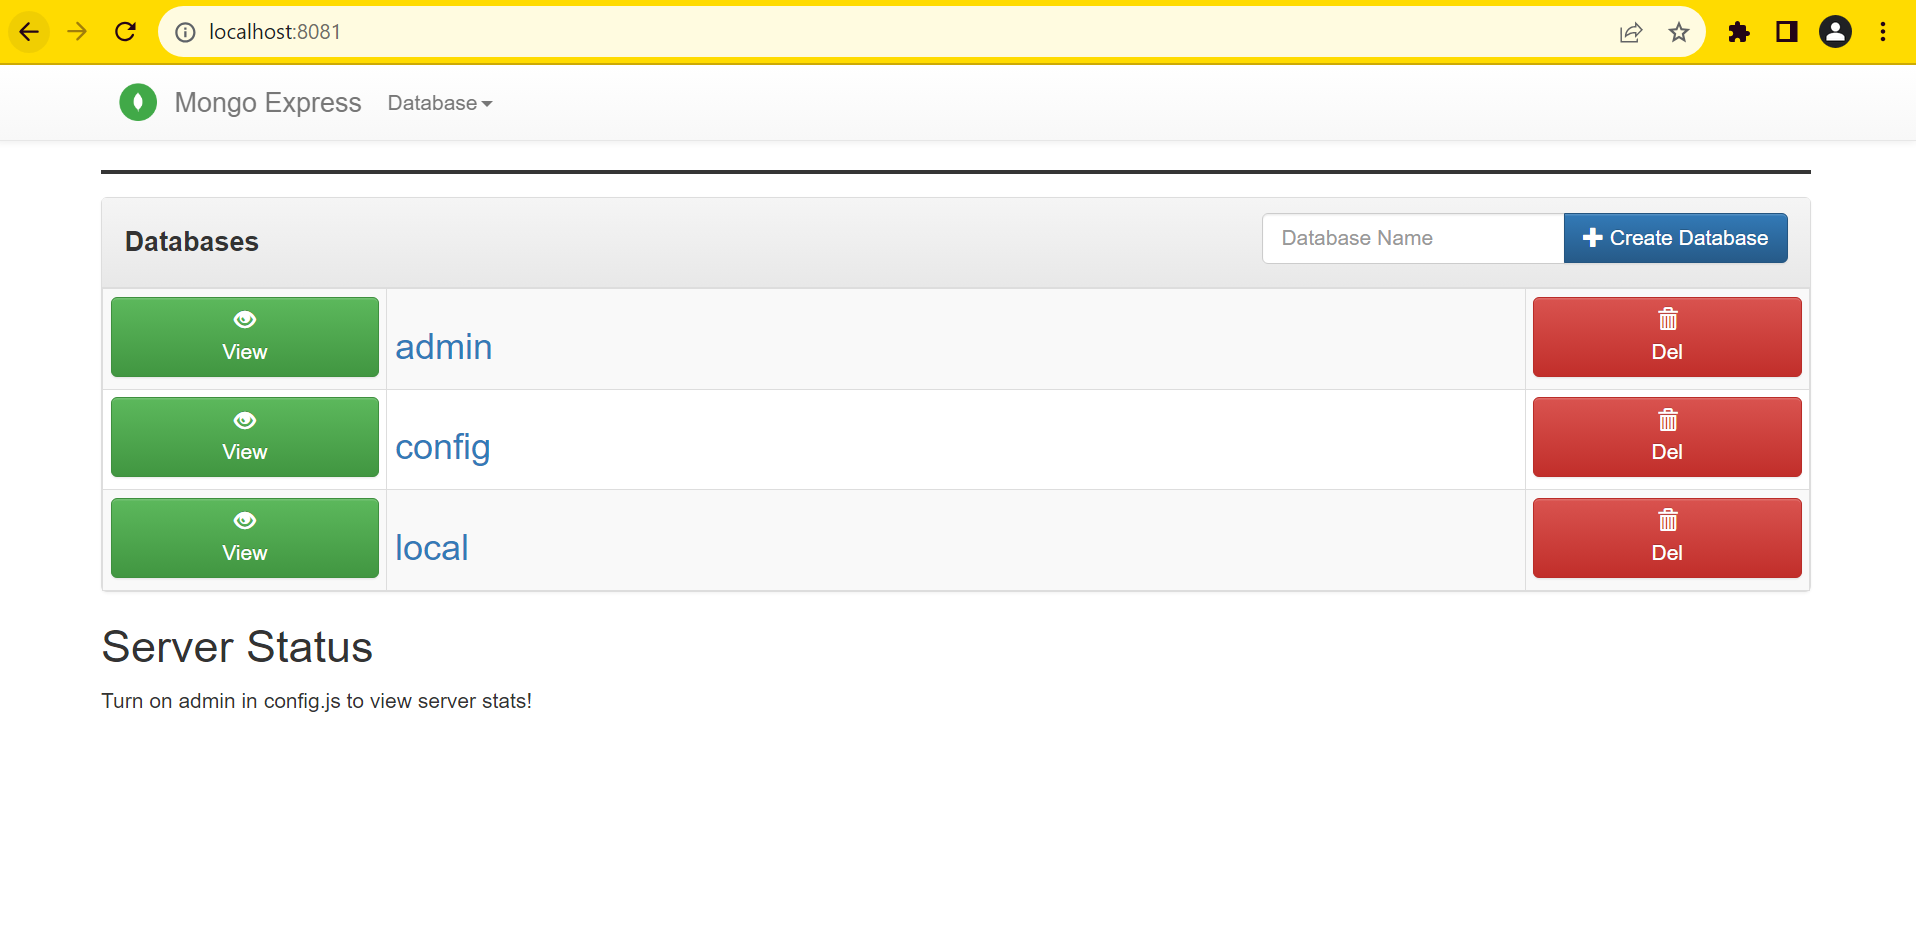 localhost:8081
Mongo Express Database
Databases
Database Name Create Database
View admin Del
View config Del
View local Del
Server Status
Turn on admin in config.js to view server stats!